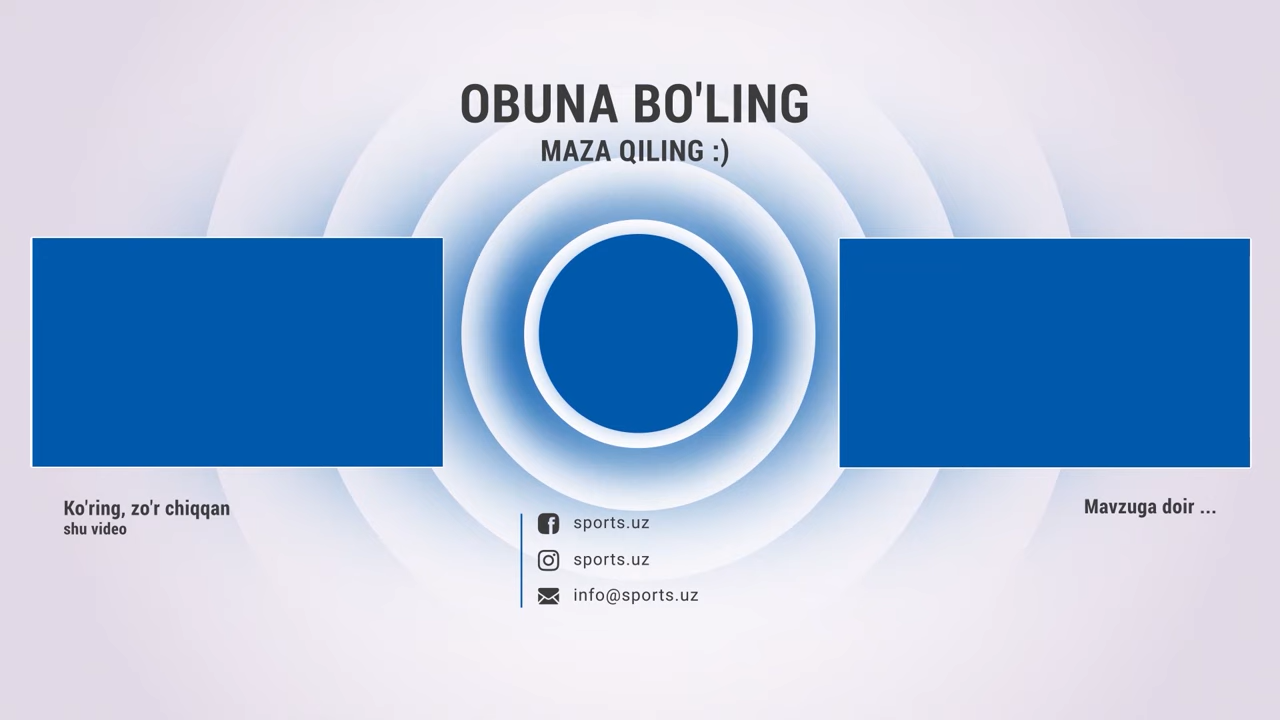 OBUNA BO'LING
MAZA QILING :)
Ko'ring, zo'r chiqqan
shu video
Mavzuga doir ...
sports.uz
sports.uz
info@sports.uz